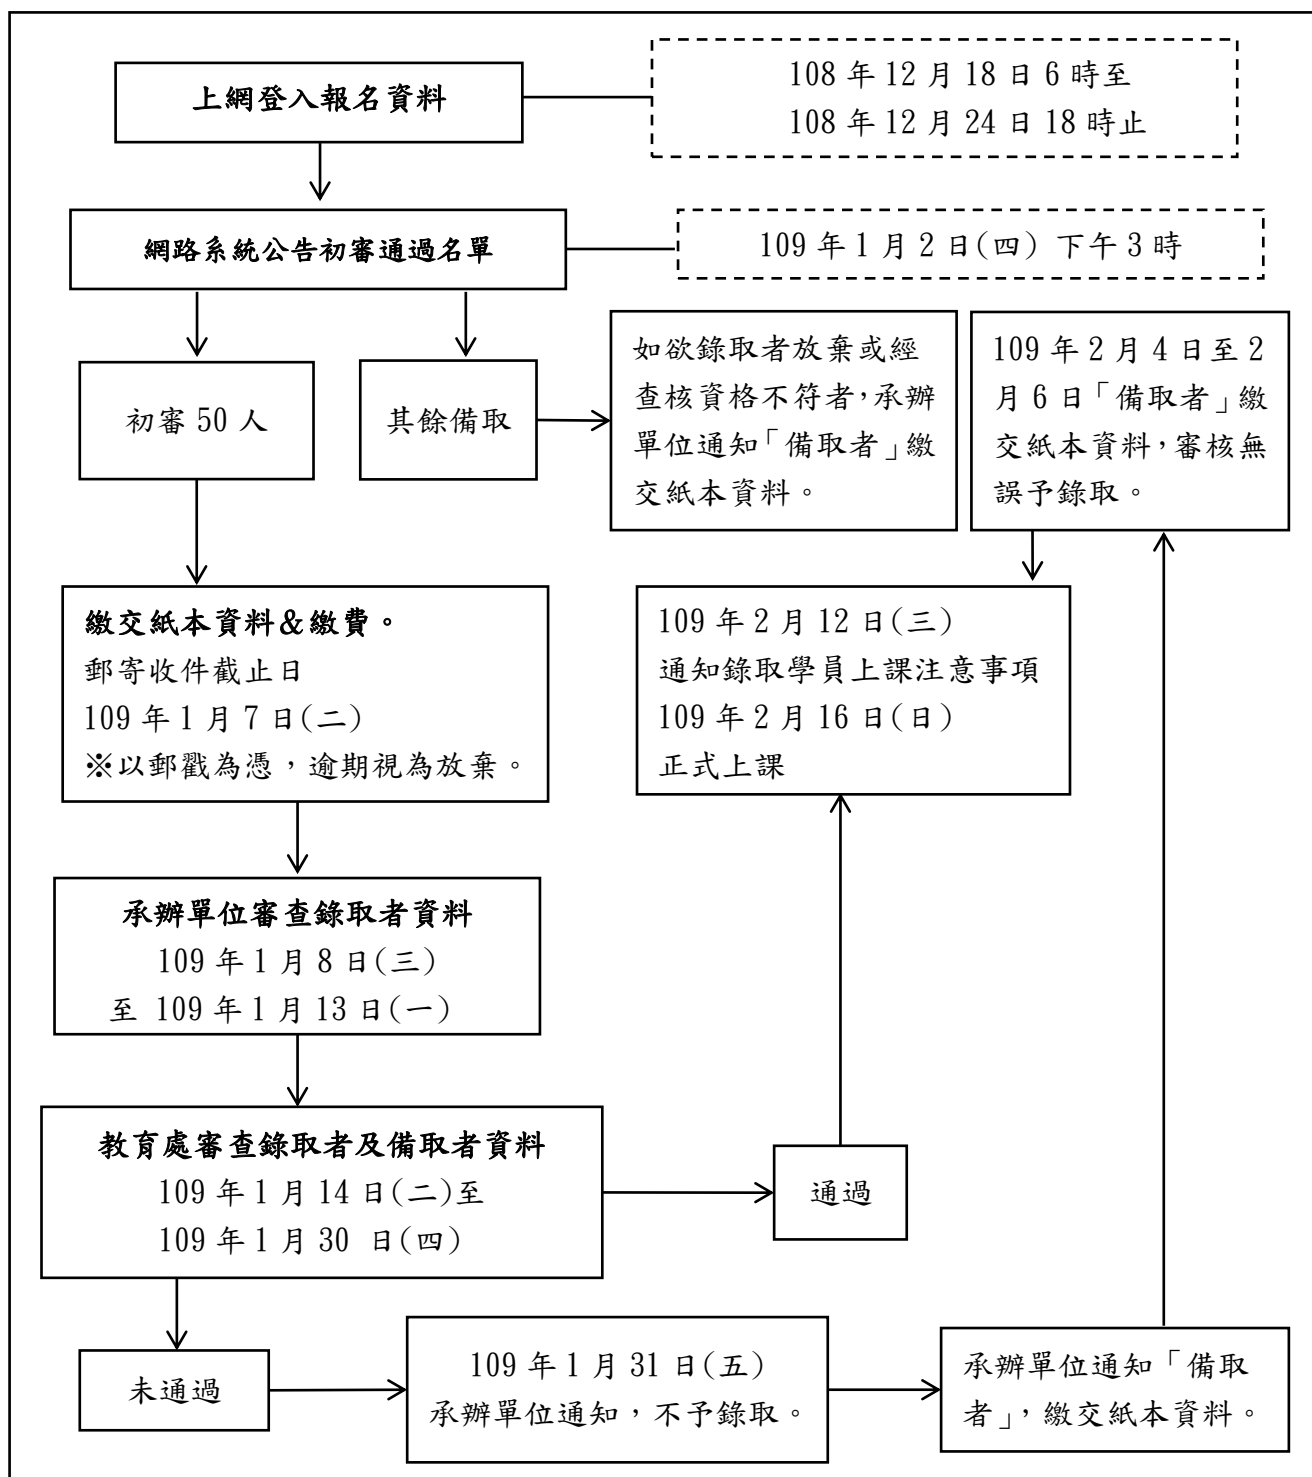 上網登入報名資料
108 年 12 月 18 日 6 時至
108 年 12 月 24 日 18 時止
網路系統公告初審通過名單
109 年 1 月 2 日(四) 下午 3 時
初審 50 人
其餘備取
如欲錄取者放棄或經
查核資格不符者,承辦
單位通知「備取者」繳
交紙本資料。
109 年 2 月 4 日至 2
月 6 日「備取者」繳
交紙本資料,審核無
誤予錄取。
繳交紙本資料&繳費。
郵寄收件截止日
109 年 1 月 7 日(二)
※以郵戳為憑,逾期視為放棄。
109 年 2 月 12 日(三)
通知錄取學員上課注意事項
109 年 2 月 16 日(日)
正式上課
承辦單位審查錄取者資料
109 年 1 月 8 日(三)
至 109 年 1 月 13 日(一)
教育處審查錄取者及備取者資料
109 年 1 月 14 日(二)至
109 年 1 月 30 日(四)
通過
未通過
109 年 1 月 31 日(五)
承辦單位通知,不予錄取。
承辦單位通知「備取
者」,繳交紙本資料。